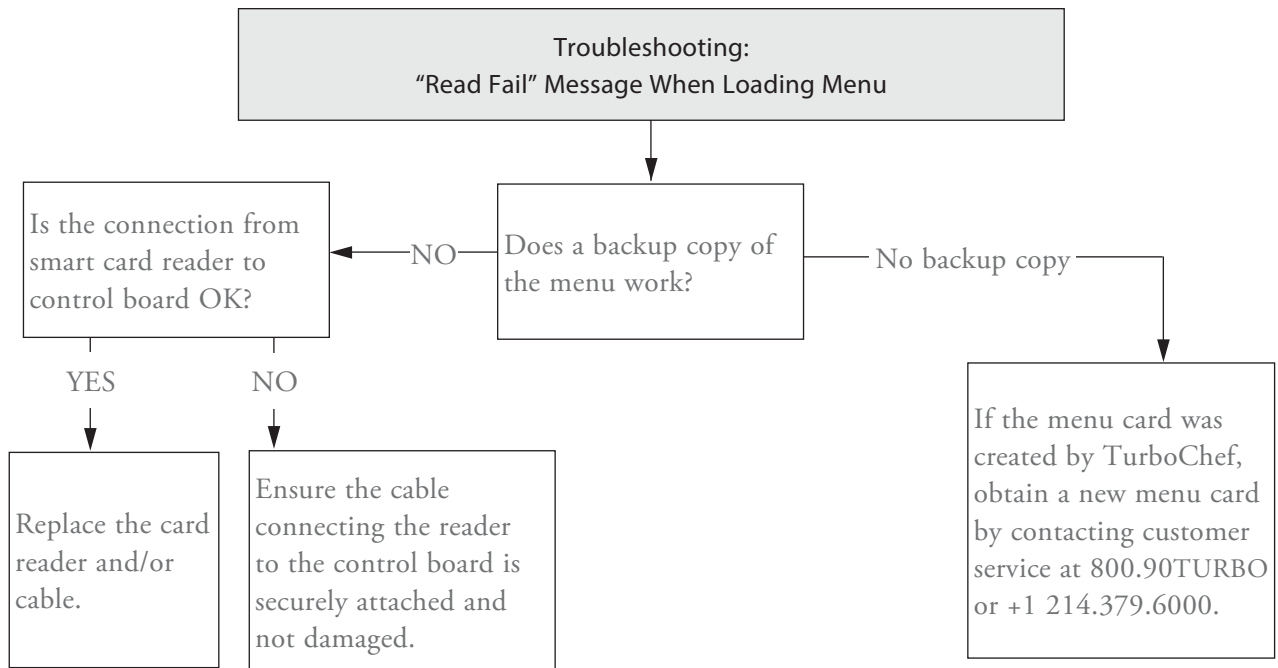 Troubleshooting:
“Read Fail” Message When Loading Menu
Is the connection from
smart card reader to
control board OK?
NO
Does a backup copy of
the menu work?
No backup copy
YES
NO
Replace the card
reader and/or
cable.
Ensure the cable
connecting the reader
to the control board is
securely attached and
not damaged.
If the menu card was
created by TurboChef,
obtain a new menu card
by contacting customer
service at 800.90TURBO
or +1 214.379.6000.